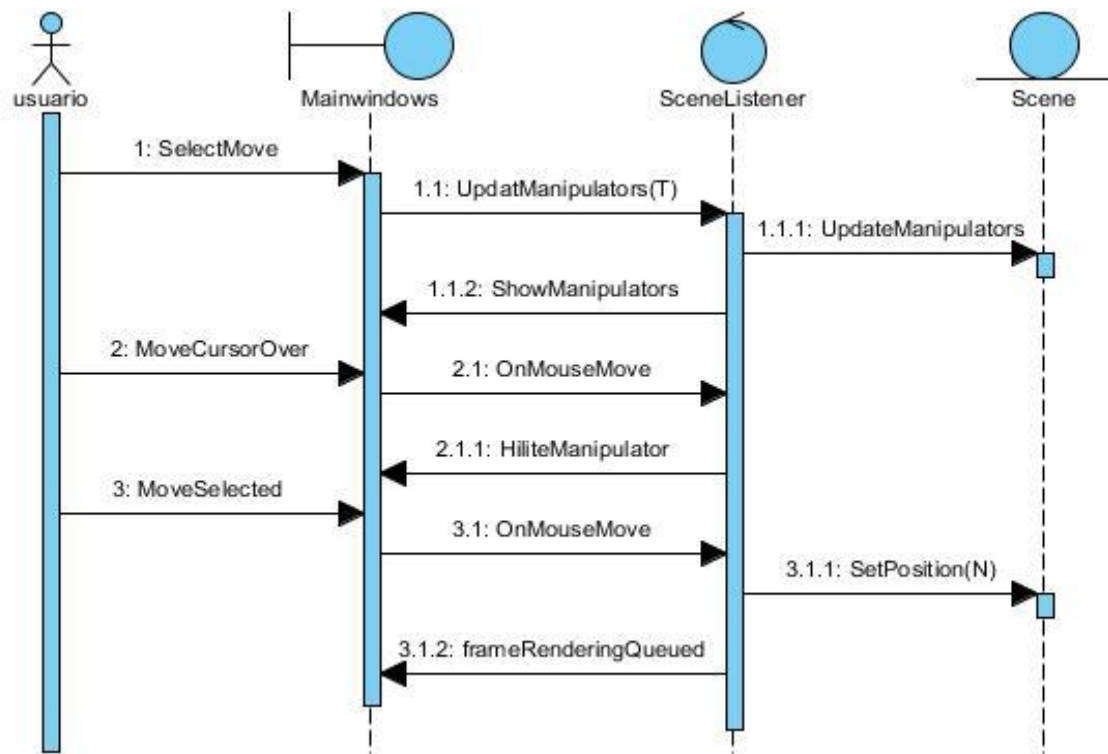 usuario
Mainwindows
SceneListener
Scene
1: SelectMove
1.1: UpdatManipulators(T)
1.1.1: UpdateManipulators
1.1.2: ShowManipulators
2: MoveCursorOver
2.1: OnMouseMove
2.1.1: HiliteManipulator
3: MoveSelected
3.1: OnMouseMove
3.1.1: SetPosition(N)
3.1.2: frameRenderingQueued